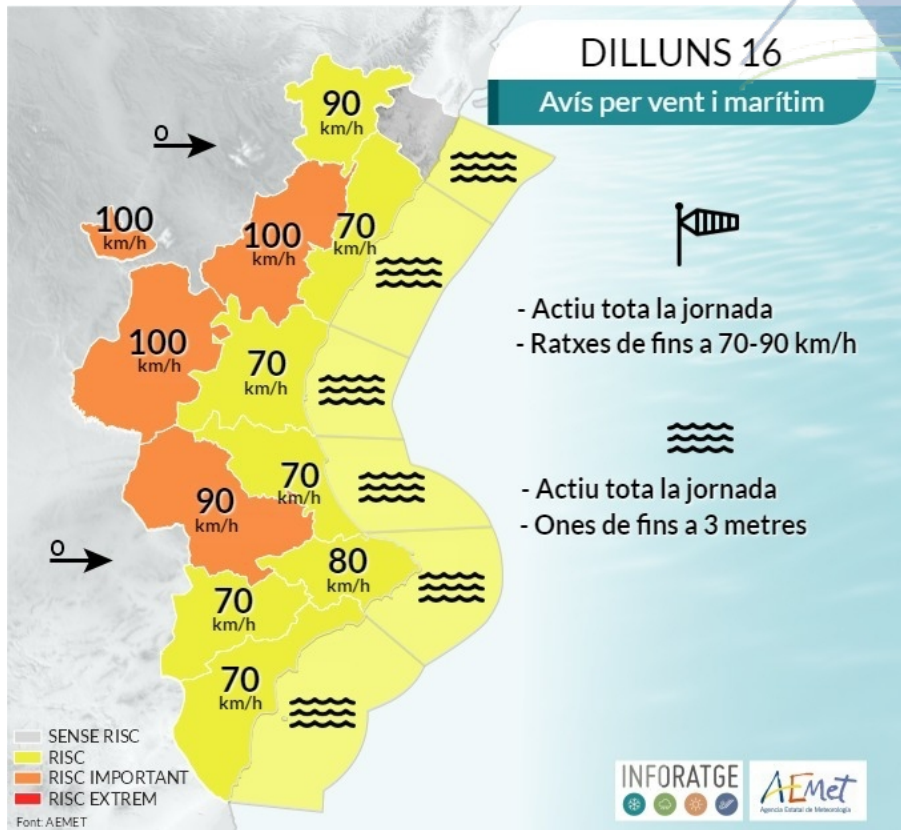 DILLUNS 16
Avís per vent i marítim
90
km/h
O
100
km/h
100
km/h
70
km/h
100
km/h
70
km/h
- Actiu tota la jornada
- Ratxes de fins a 70-90 km/h
70
km/h
90
km/h
- Actiu tota la jornada
- Ones de fins a 3 metres
O
80
km/h
70
km/h
70
km/h
SENSE RISC
RISC
RISC IMPORTANT
RISC EXTREM
Font: AEMET
INFORATGE
AEMet
Agencia Estatal de Meteorología